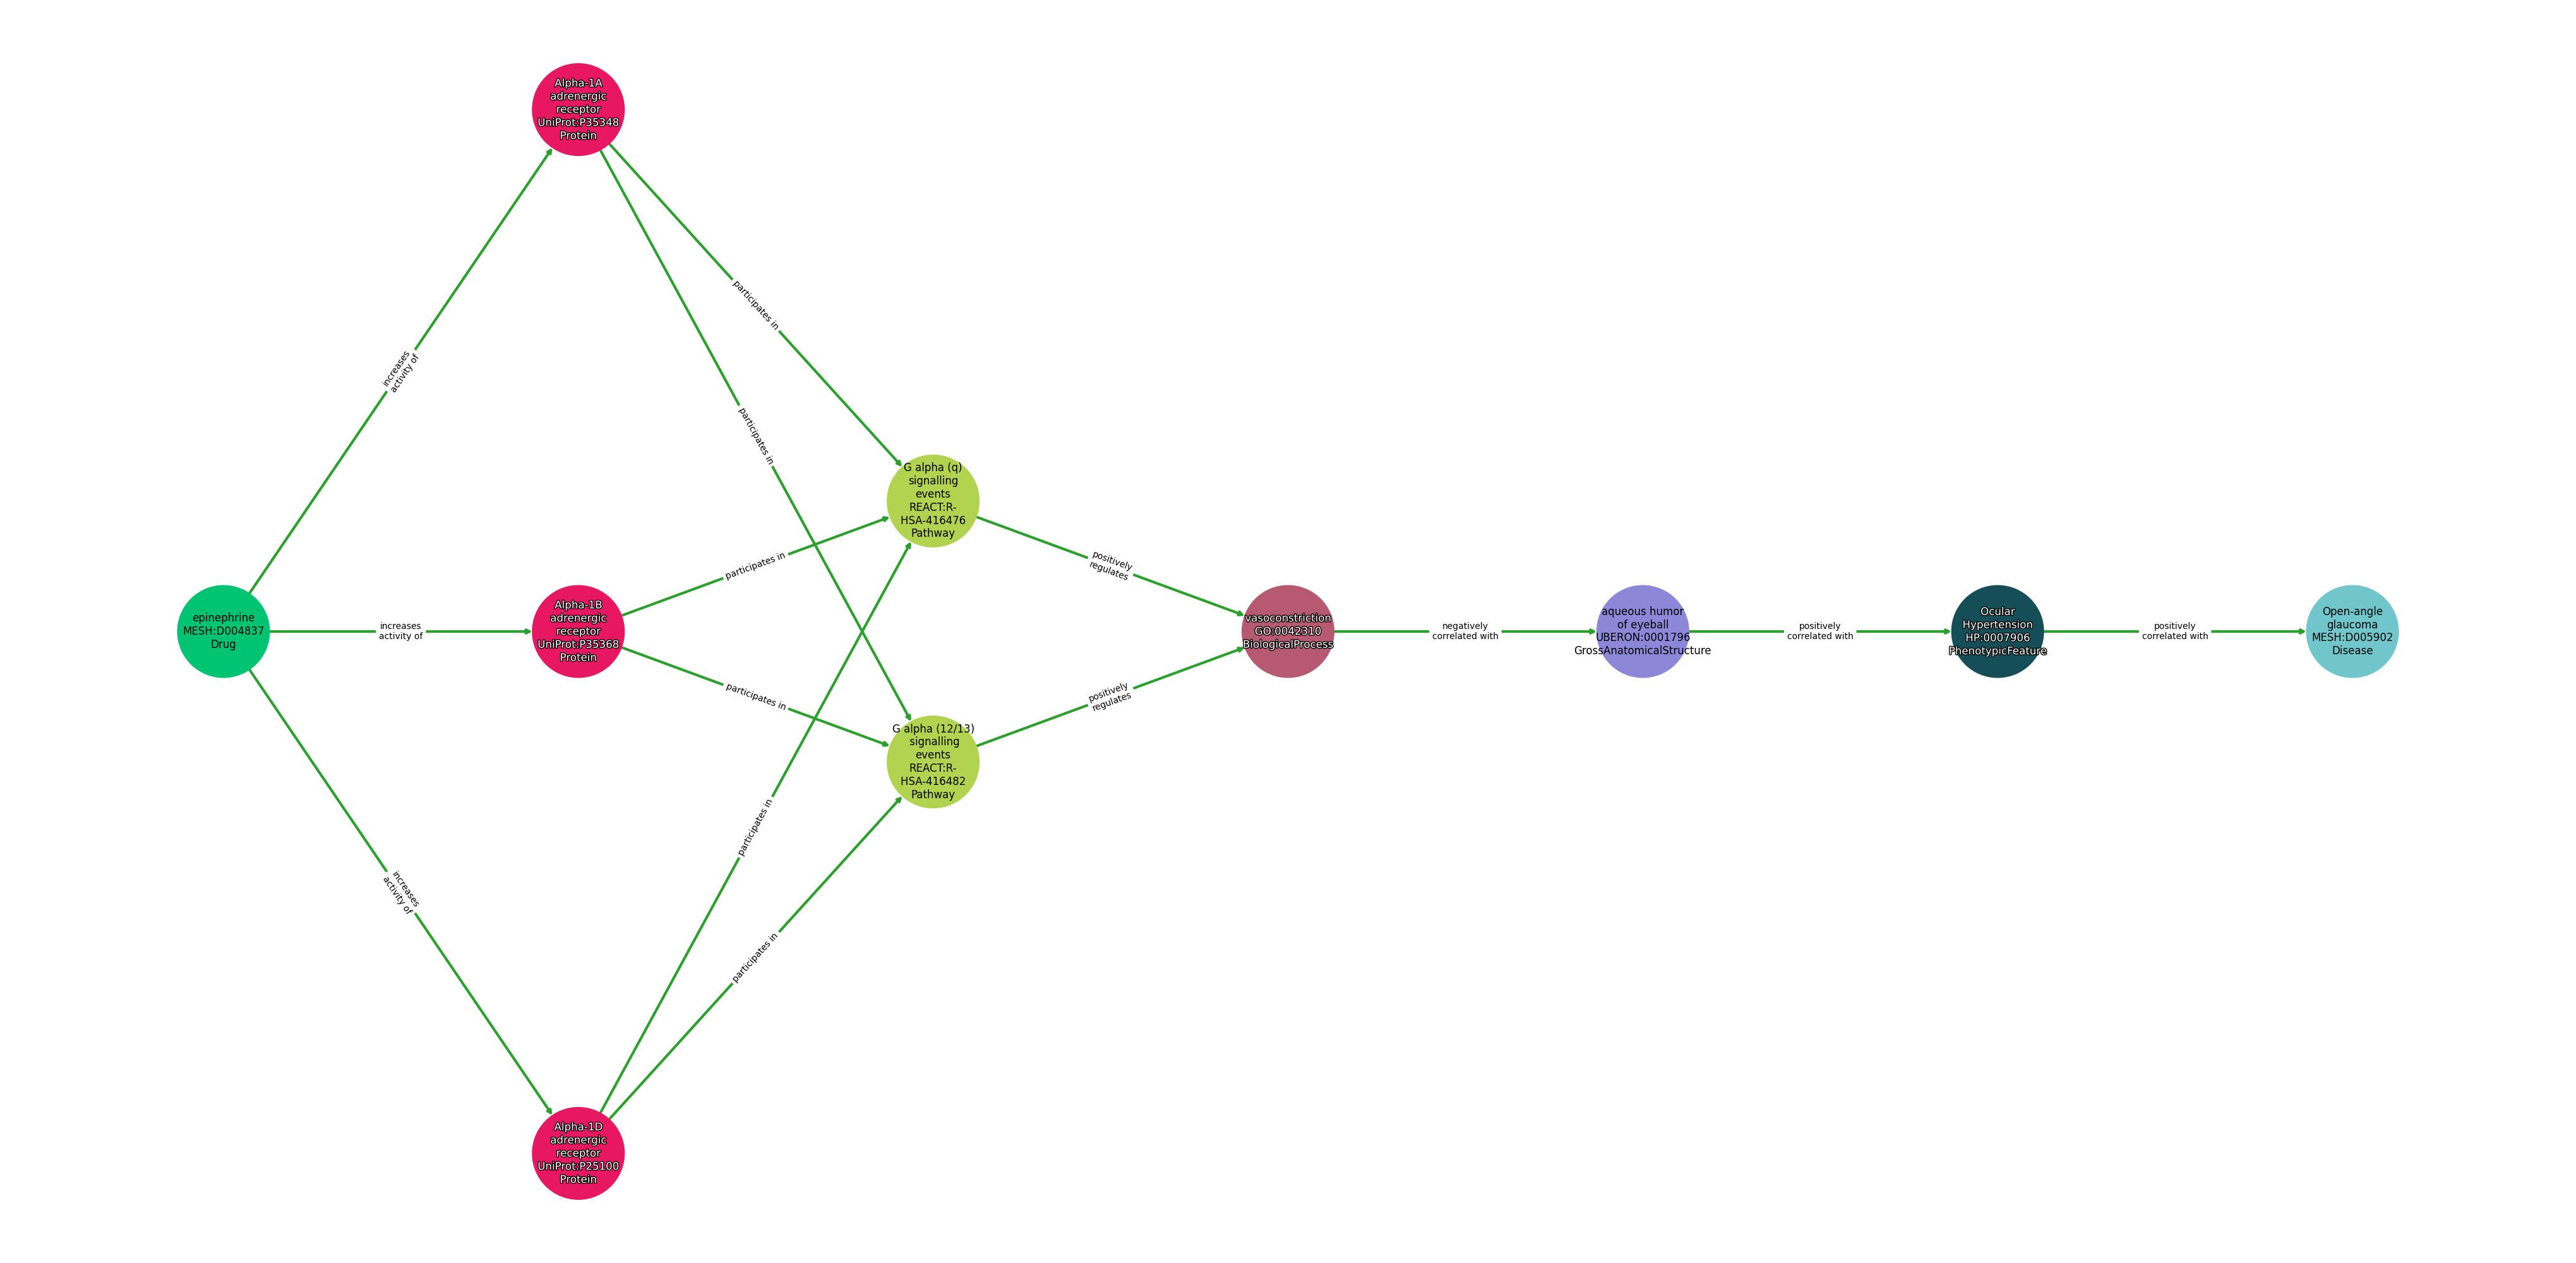 epinephrine
MESH:D004837
Drug
increases
activity of
increases
activity of
increases
activity of
Alpha-1A
adrenergic
receptor
UniProt:P35348
Protein
Alpha-1B
adrenergic
receptor
UniProt:P35368
Protein
Alpha-1D
adrenergic
receptor
UniProt:P25100
Protein
participates in
participates in
participates in
participates in
participates in
participates in
G alpha (q)
signalling
events
REACT:R-
HSA-416476
Pathway
G alpha (12/13)
signalling
events
REACT:R-
HSA-416482
Pathway
positively
regulates
positively
regulates
vasoconstriction
GO:0042310
BiologicalProcess
negatively
correlated with
aqueous humor
of eyeball
UBERON:0001796
GrossAnatomicalStructure
positively
correlated with
Ocular
Hypertension
HP:0007906
PhenotypicFeature
positively
correlated with
Open-angle
glaucoma
MESH:D005902
Disease